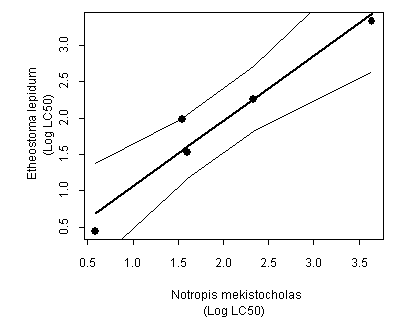 Etheostoma lepidum
(Log LC50)
3.0
2.5
2.0
1.5
1.0
0.5
0.5 1.0 1.5 2.0 2.5 3.0 3.5
Notropis mekistocholas
(Log LC50)